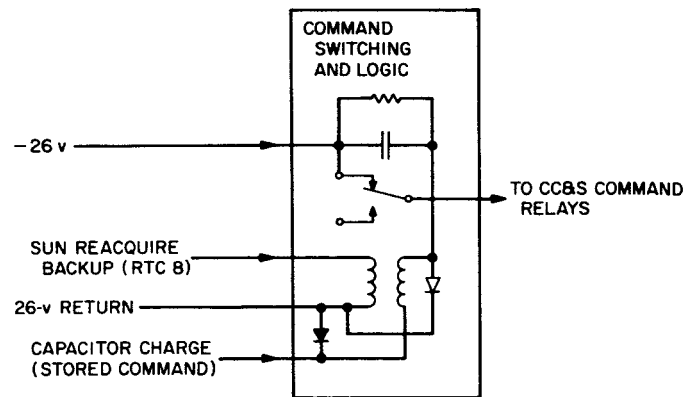 COMMAND
SWITCHING
AND LOGIC
−26 v
TO CC&S COMMAND
RELAYS
SUN REACQUIRE
BACKUP (RTC 8)
26-v RETURN
CAPACITOR CHARGE
(STORED COMMAND)